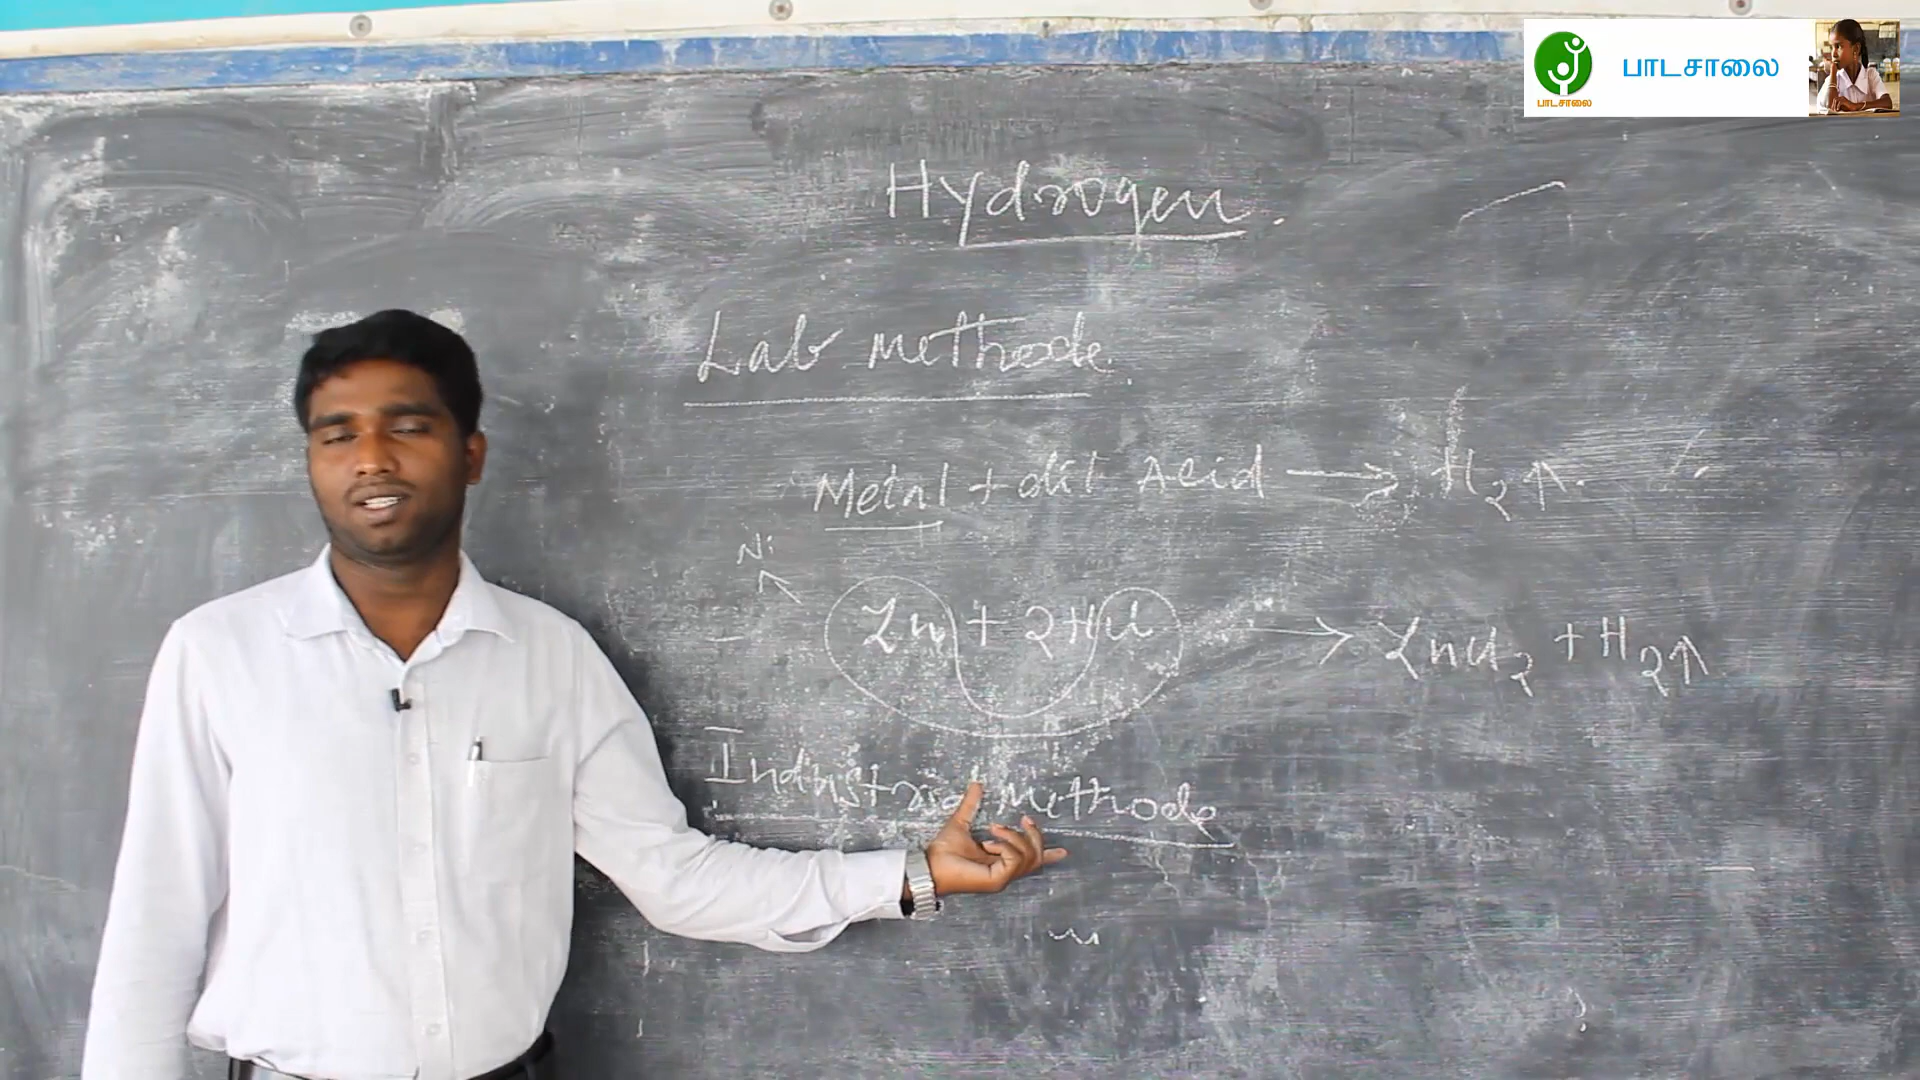 பாடசாலை
பாடசாலை
Hydrogen.
Lab methode.
Metal + dil Acid → H₂↑.
Ni
Zn + 2HCl → ZnCl₂ + H₂↑
Industrial Methode